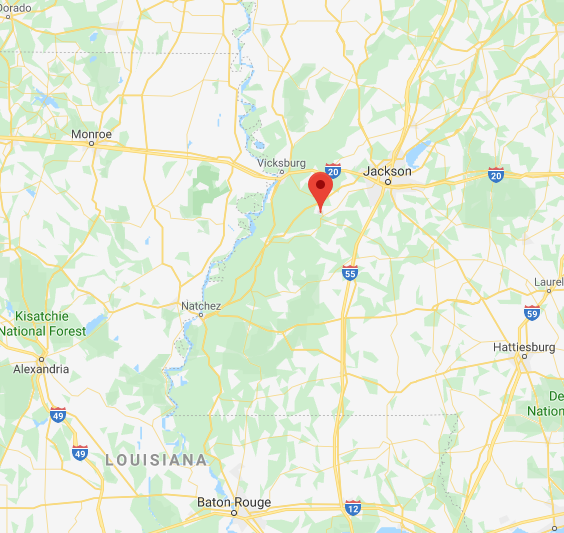 Dorado
Monroe
Vicksburg
20
Jackson
20
55
Laurel
Natchez
59
Kisatchie
National Forest
Hattiesburg
Alexandria
De
Nation
49
49
LOUISIANA
Baton Rouge
12